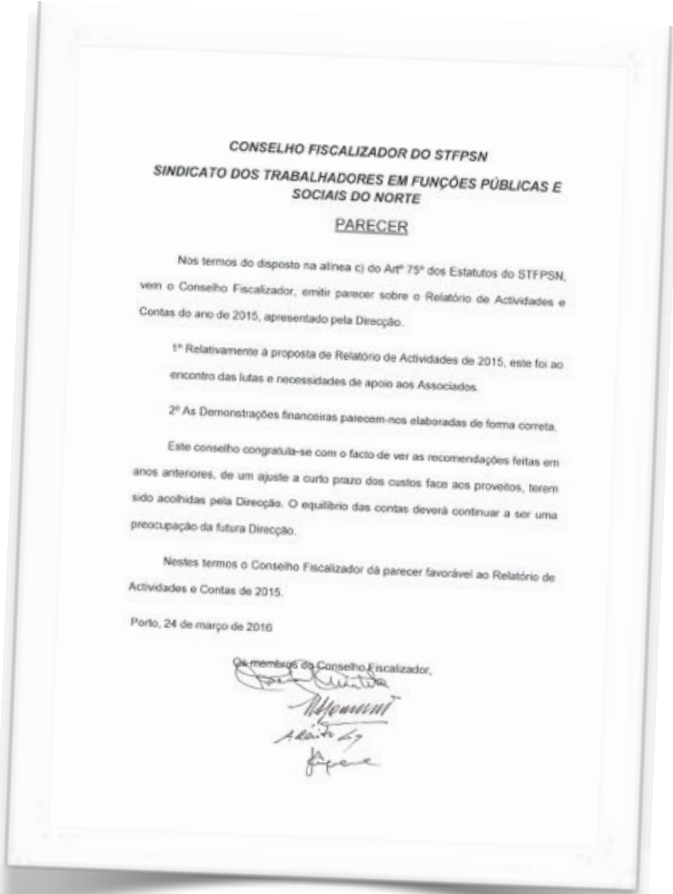 CONSELHO FISCALIZADOR DO STFPSN
SINDICATO DOS TRABALHADORES EM FUNÇÕES PÚBLICAS E
SOCIAIS DO NORTE
PARECER
Nos termos do disposto na alínea c) do Artº 75º dos Estatutos do STFPSN,
vem o Conselho Fiscalizador, emitir parecer sobre o Relatório de Actividades e
Contas do ano de 2015, apresentado pela Direcção.
1º Relativamente à proposta de Relatório de Actividades de 2015, este foi ao
encontro das lutas e necessidades de apoio aos Associados.
2º As Demonstrações financeiras parecem-nos elaboradas de forma correta.
Este conselho congratula-se com o facto de ver as recomendações feitas em
anos anteriores, de um ajuste a curto prazo dos custos face aos proveitos, terem
sido acolhidas pela Direcção. O equilíbrio das contas deverá continuar a ser uma
preocupação da futura Direcção.
Nestes termos o Conselho Fiscalizador dá parecer favorável ao Relatório de
Actividades e Contas de 2015.
Porto, 24 de março de 2016
Os membros do Conselho Fiscalizador,